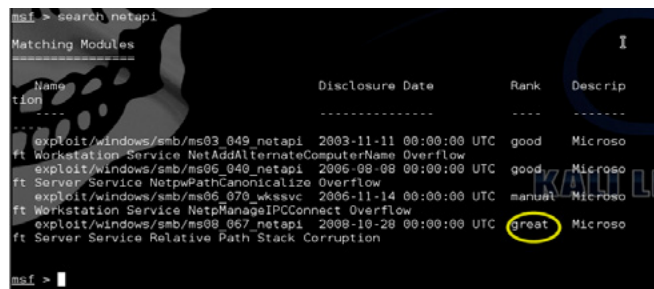 msf > search netapi
Matching Modules
================
Name Disclosure Date Rank Descrip
tion
---- --------------- ---- -------
----
exploit/windows/smb/ms03_049_netapi 2003-11-11 00:00:00 UTC good Microso
ft Workstation Service NetAddAlternateComputerName Overflow
exploit/windows/smb/ms06_040_netapi 2006-08-08 00:00:00 UTC good Microso
ft Server Service NetpwPathCanonicalize Overflow
exploit/windows/smb/ms06_070_wkssvc 2006-11-14 00:00:00 UTC manual Microso
ft Workstation Service NetpManageIPCConnect Overflow
exploit/windows/smb/ms08_067_netapi 2008-10-28 00:00:00 UTC great Microso
ft Server Service Relative Path Stack Corruption
msf >
KALI L